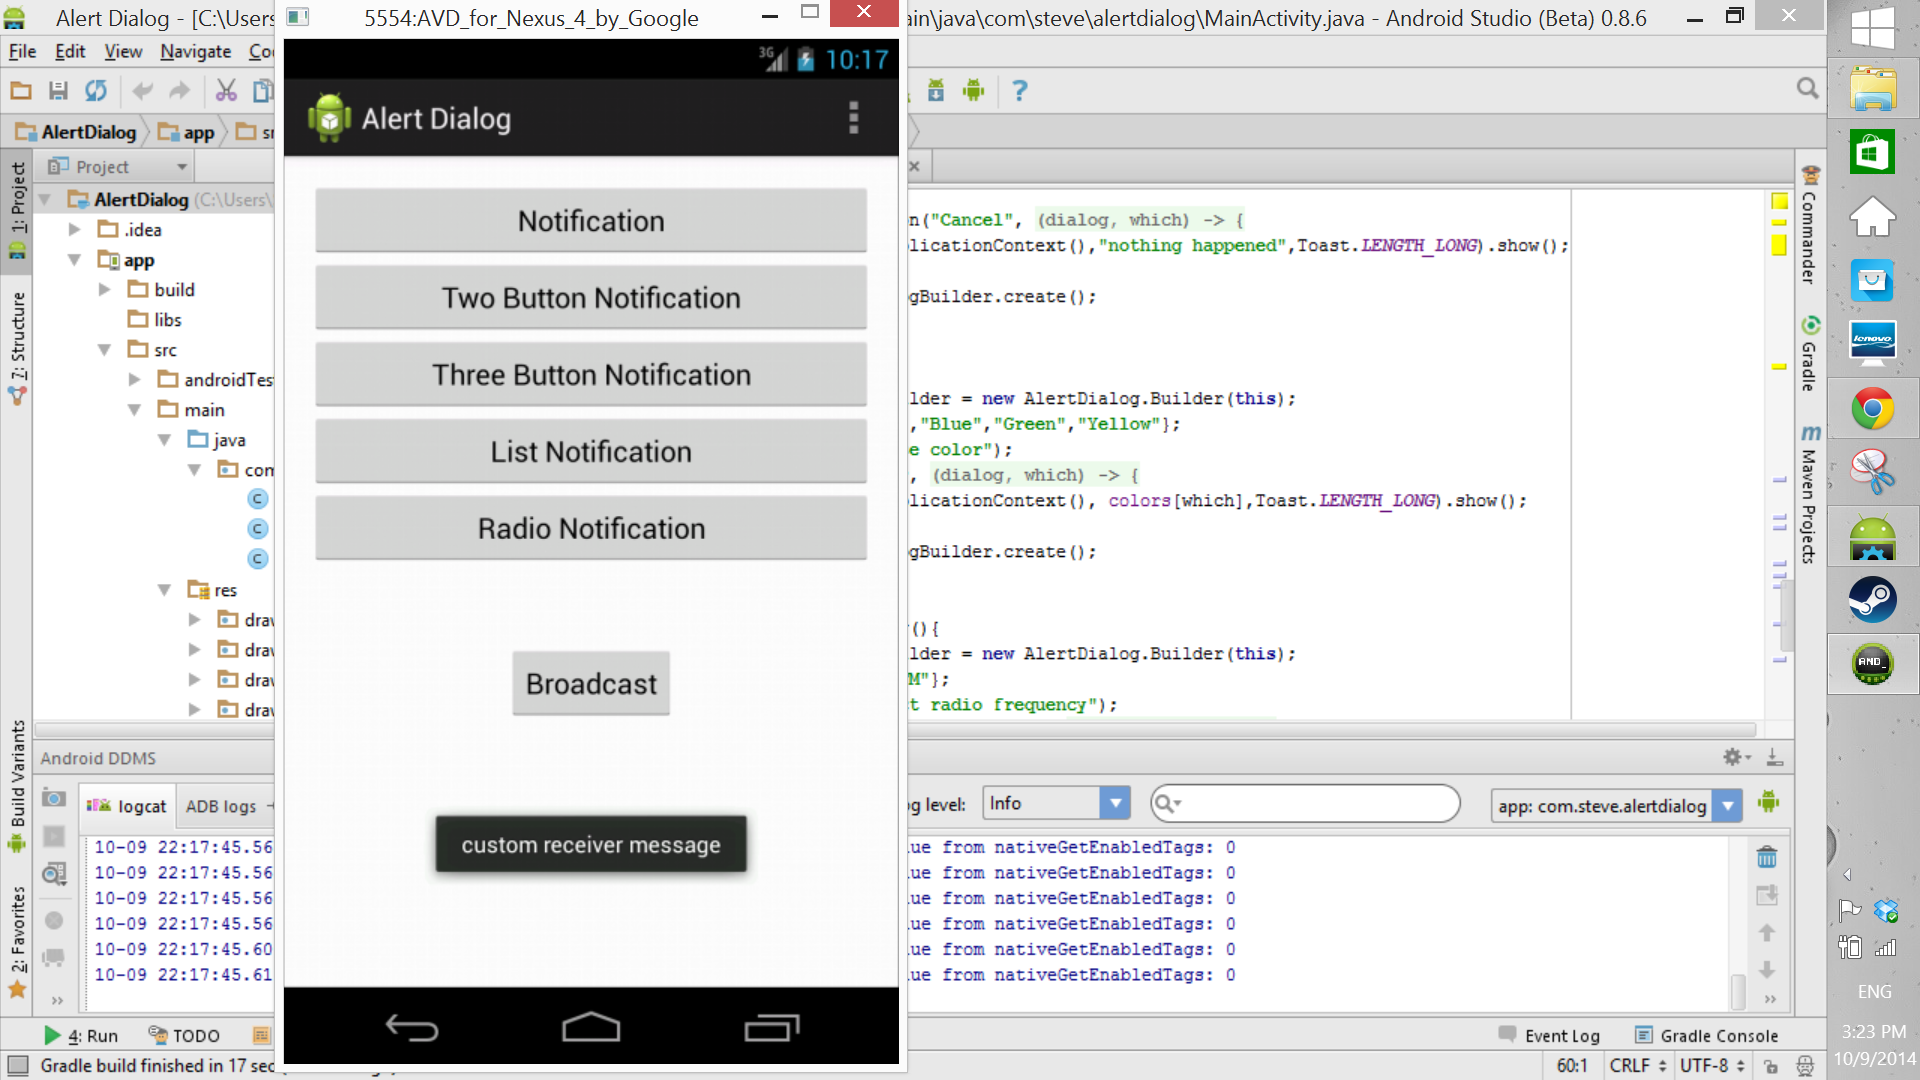 Alert Dialog - [C:\Users
5554:AVD_for_Nexus_4_by_Google
ain\java\com\steve\alertdialog\MainActivity.java - Android Studio (Beta) 0.8.6
File Edit View Navigate
3G 10:17
Alert Dialog
AlertDialog app
Project
1: Project
AlertDialog (C:\Users\
.idea
app
build
libs
src
androidTes
main
java
com
C
C
C
res
draw
draw
draw
draw
7: Structure
Build Variants
2: Favorites
Notification
Two Button Notification
Three Button Notification
List Notification
Radio Notification
Broadcast
custom receiver message
n("Cancel", (dialog, which) -> {
licationContext(),"nothing happened",Toast.LENGTH_LONG).show();
gBuilder.create();
lder = new AlertDialog.Builder(this);
,"Blue","Green","Yellow"};
e color");
, (dialog, which) -> {
licationContext(), colors[which],Toast.LENGTH_LONG).show();
gBuilder.create();
(){
lder = new AlertDialog.Builder(this);
M"};
t radio frequency");
Commander
Gradle
m Maven Projects
lenovo
AND_
Android DDMS
logcat ADB logs
g level: Info
app: com.steve.alertdialog
10-09 22:17:45.56
10-09 22:17:45.56
10-09 22:17:45.56
10-09 22:17:45.56
10-09 22:17:45.60
10-09 22:17:45.61
ue from nativeGetEnabledTags: 0
ue from nativeGetEnabledTags: 0
ue from nativeGetEnabledTags: 0
ue from nativeGetEnabledTags: 0
ue from nativeGetEnabledTags: 0
ue from nativeGetEnabledTags: 0
4: Run TODO
Event Log Gradle Console
Gradle build finished in 17 sec
60:1 CRLF UTF-8
ENG
3:23 PM
10/9/2014